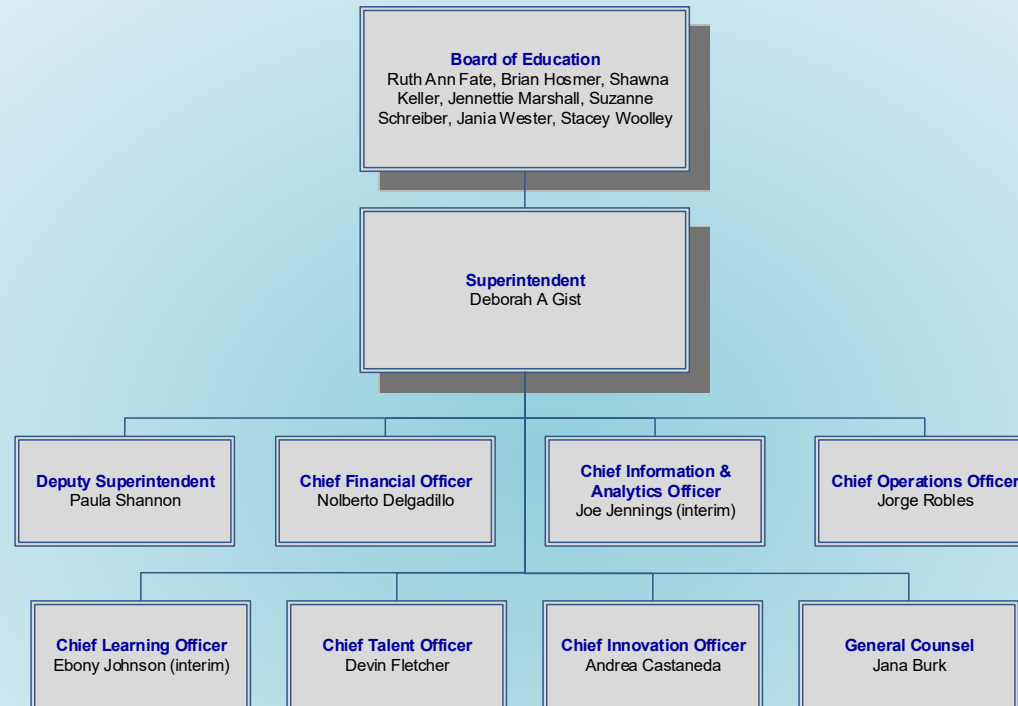 Board of Education
Ruth Ann Fate, Brian Hosmer, Shawna
Keller, Jennettie Marshall, Suzanne
Schreiber, Jania Wester, Stacey Woolley
Superintendent
Deborah A Gist
Deputy Superintendent
Paula Shannon
Chief Financial Officer
Nolberto Delgadillo
Chief Information &
Analytics Officer
Joe Jennings (interim)
Chief Operations Officer
Jorge Robles
Chief Learning Officer
Ebony Johnson (interim)
Chief Talent Officer
Devin Fletcher
Chief Innovation Officer
Andrea Castaneda
General Counsel
Jana Burk